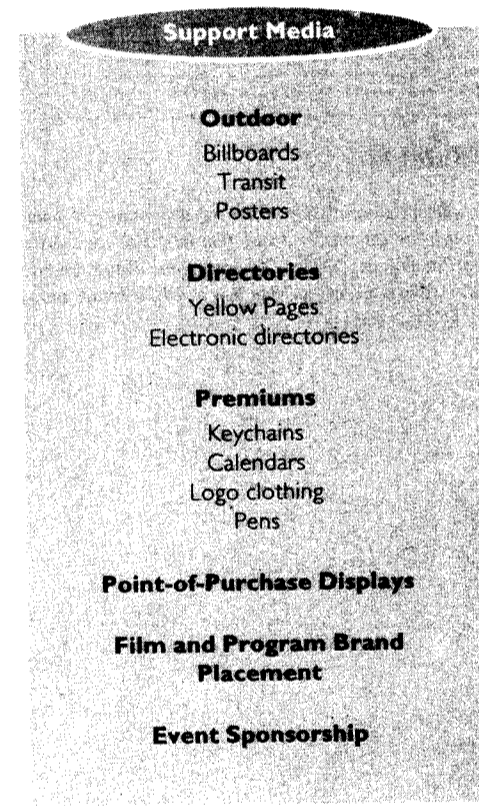 Support Media
Outdoor
Billboards
Transit
Posters
Directories
Yellow Pages
Electronic directories
Premiums
Keychains
Calendars
Logo clothing
Pens
Point-of-Purchase Displays
Film and Program Brand
Placement
Event Sponsorship